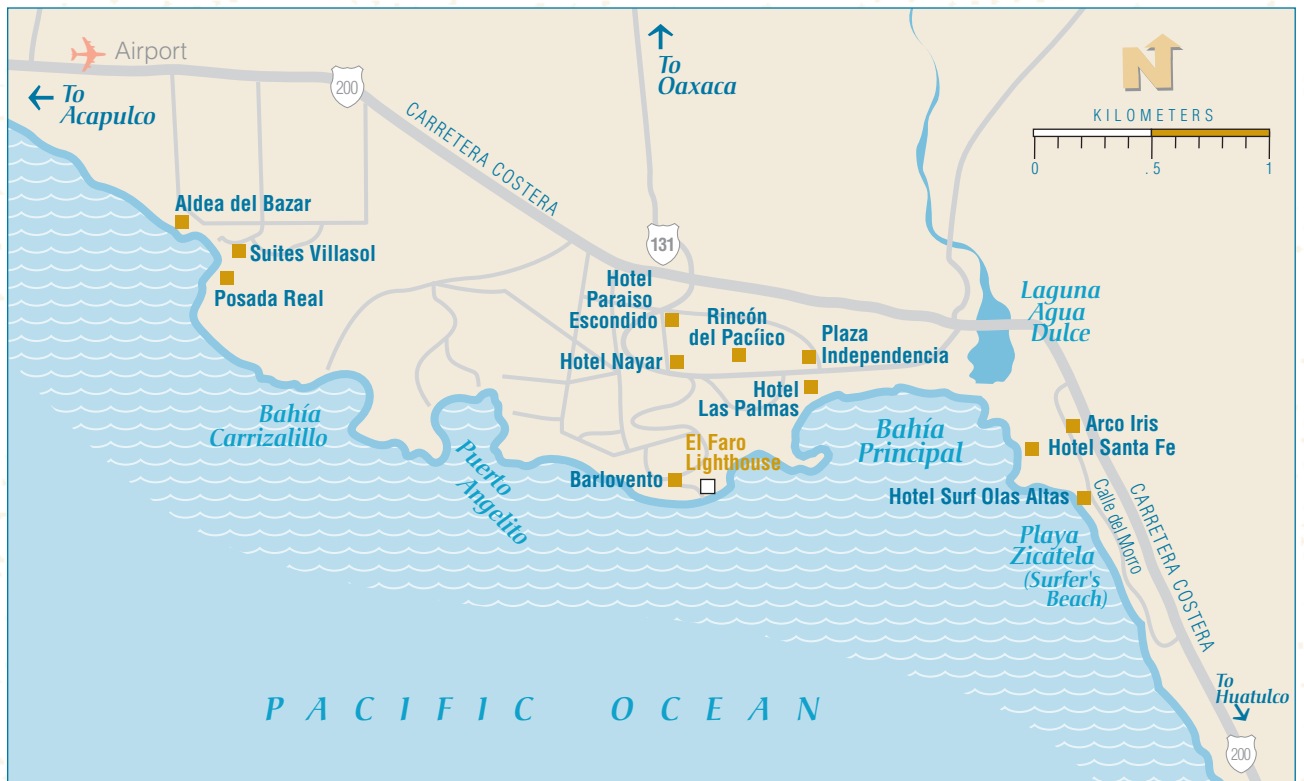 Airport
To
Acapulco
200
CARRETERA COSTERA
To
Oaxaca
N
KILOMETERS
0
.5
1
Aldea del Bazar
Suites Villasol
Posada Real
131
Hotel
Paraiso
Escondido
Rincón
del Pacíico
Plaza
Independencia
Hotel Nayar
Hotel
Las Palmas
Laguna
Agua
Dulce
Bahía
Carrizalillo
Puerto
Angelito
El Faro
Lighthouse
Barlovento
Bahía
Principal
Arco Iris
Hotel Santa Fe
Hotel Surf Olas Altas
Calle del Morro
CARRETERA COSTERA
Playa
Zicatela
(Surfer's
Beach)
PACIFIC OCEAN
To
Huatulco
200